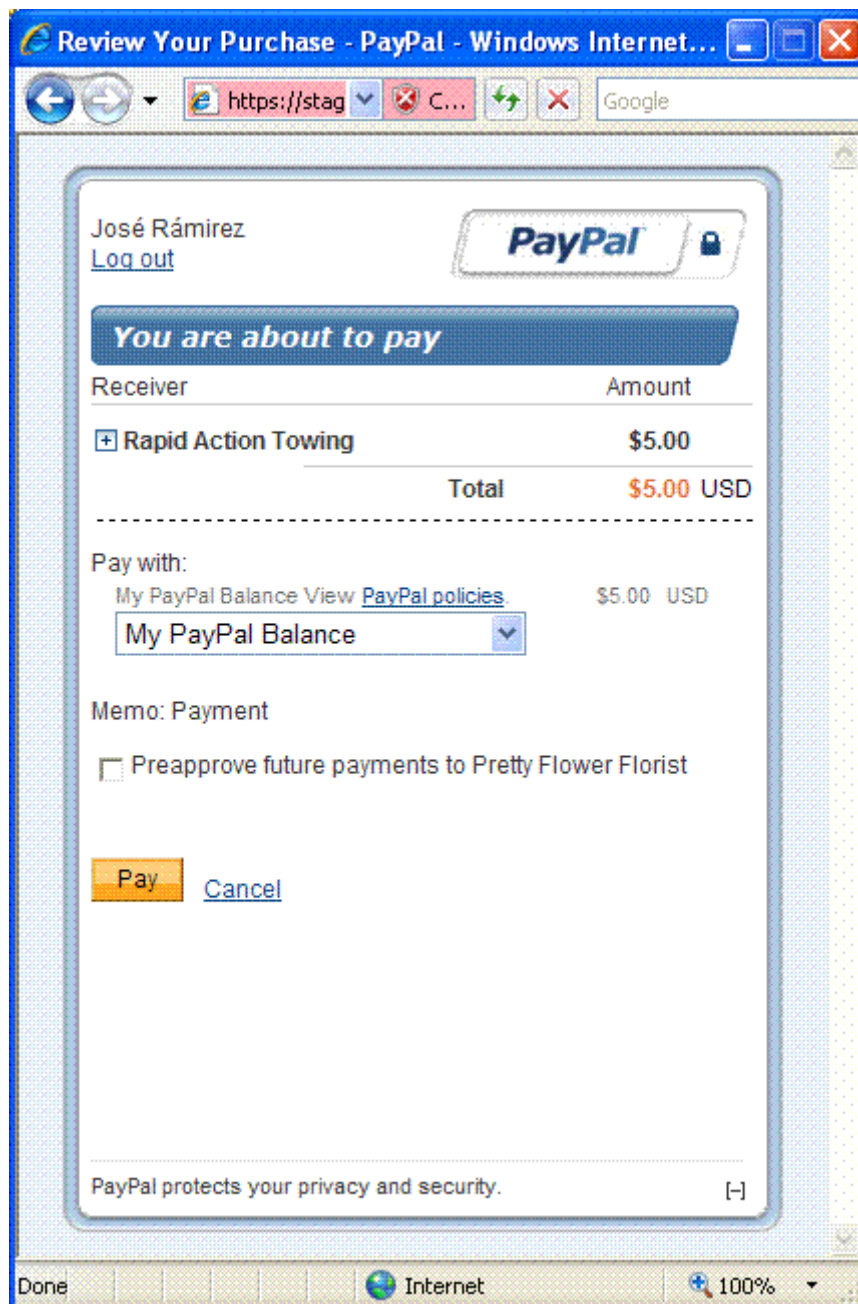 Review Your Purchase - PayPal - Windows Internet...
https://stag C... Google
José Rámirez
Log out
PayPal
You are about to pay
Receiver Amount
Rapid Action Towing $5.00
Total $5.00 USD
Pay with:
My PayPal Balance View PayPal policies. $5.00 USD
My PayPal Balance
Memo: Payment
Preapprove future payments to Pretty Flower Florist
Pay Cancel
PayPal protects your privacy and security. [–]
Done Internet 100%